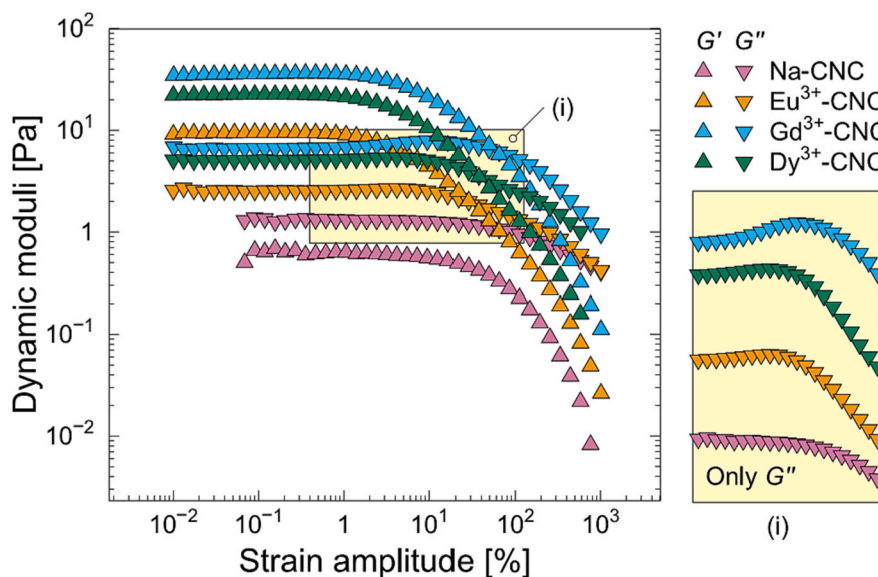 Dynamic moduli [Pa]
10²
10¹
1
10⁻¹
10⁻²
10⁻² 10⁻¹ 1 10¹ 10² 10³
Strain amplitude [%]
(i)
G' G"
Na-CNC
Eu³⁺-CNC
Gd³⁺-CNC
Dy³⁺-CNC
Only G"
(i)